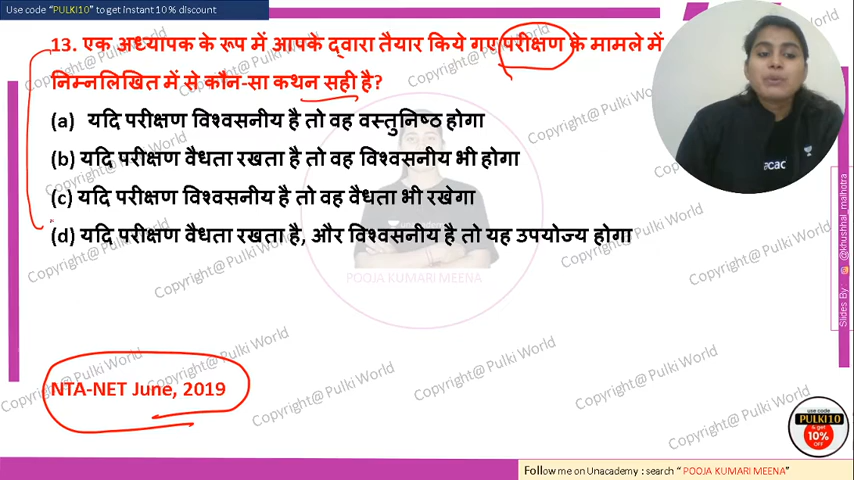 Use code "PULKI10" to get instant 10% discount
13. एक अध्यापक के रूप में आपके द्वारा तैयार किये गए परीक्षण के मामले में
निम्नलिखित में से कौन-सा कथन सही है?
(a) यदि परीक्षण विश्वसनीय है तो वह वस्तुनिष्ठ होगा
(b) यदि परीक्षण वैधता रखता है तो वह विश्वसनीय भी होगा
(c) यदि परीक्षण विश्वसनीय है तो वह वैधता भी रखेगा
(d) यदि परीक्षण वैधता रखता है, और विश्वसनीय है तो यह उपयोज्य होगा
POOJA KUMARI MEENA
NTA-NET June, 2019
Copyright@ Pulki World
Slides By : @khushhal_malhotra
use code
PULKI10
& get
10%
OFF
Follow me on Unacademy : search " POOJA KUMARI MEENA"